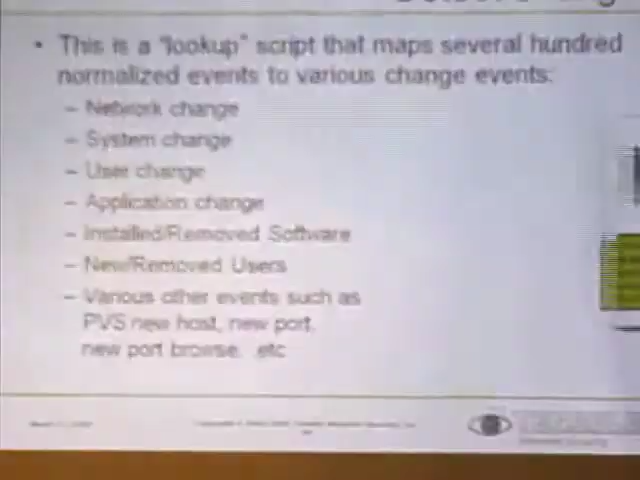 • This is a "lookup" script that maps several hundred
normalized events to various change events:
– Network change
– System change
– User change
– Application change
– Installed/Removed Software
– New/Removed Users
– Various other events such as
PVS new host, new port,
new port browse, etc